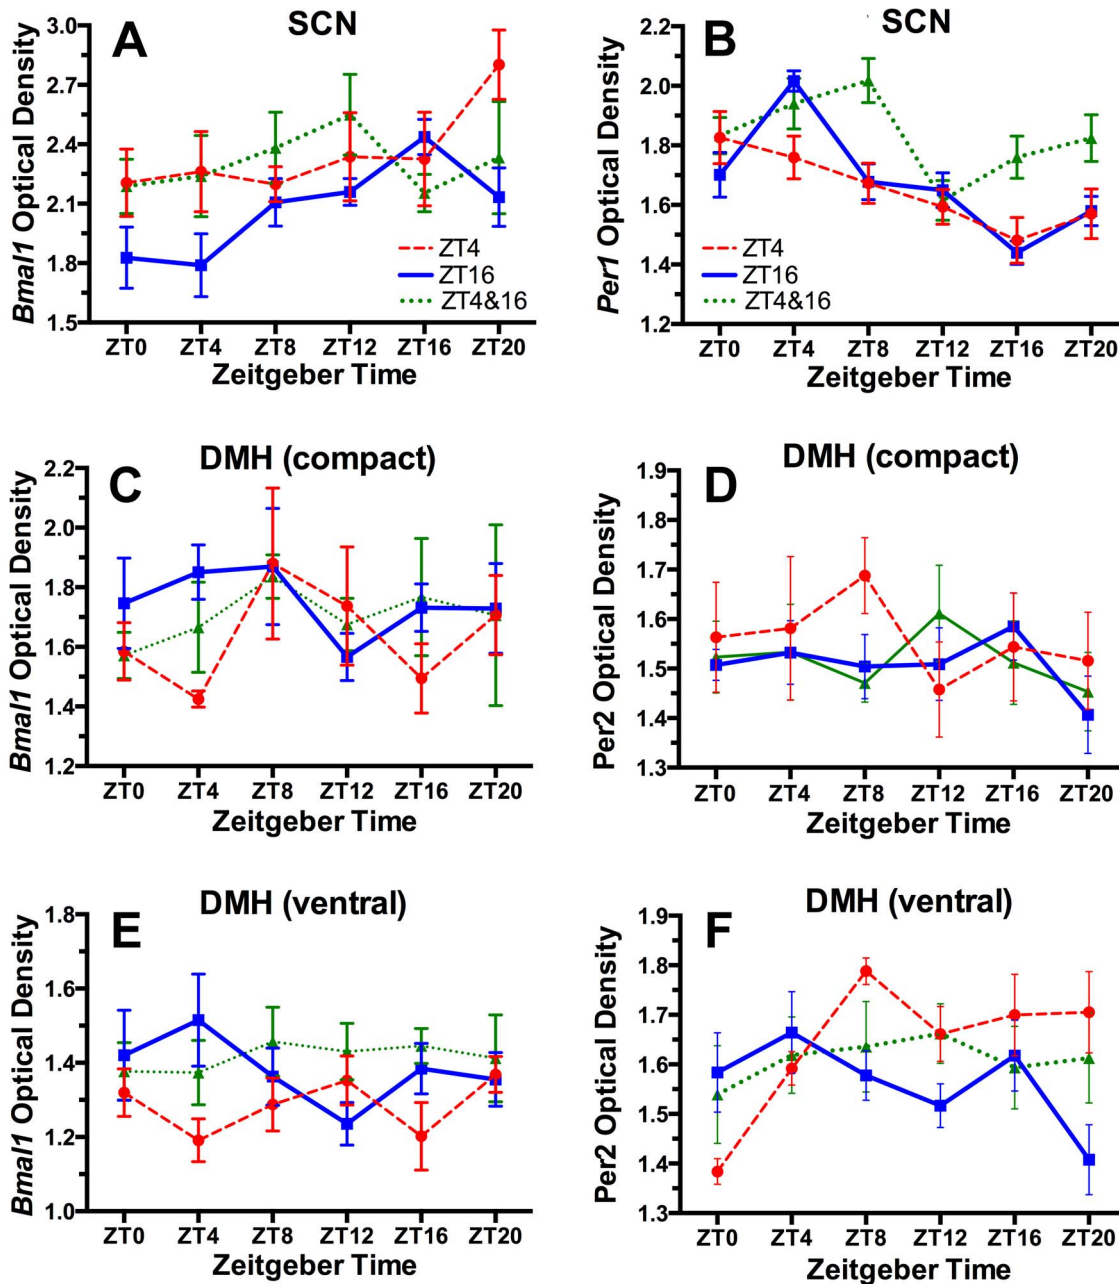 A
SCN
Bmal1 Optical Density
3.0
2.7
2.4
2.1
1.8
1.5
ZT4
ZT16
ZT4&16
ZT0 ZT4 ZT8 ZT12 ZT16 ZT20
Zeitgeber Time
B
SCN
Per1 Optical Density
2.2
2.0
1.8
1.6
1.4
1.2
ZT4
ZT16
ZT4&16
ZT0 ZT4 ZT8 ZT12 ZT16 ZT20
Zeitgeber Time
C
DMH (compact)
Bmal1 Optical Density
2.2
2.0
1.8
1.6
1.4
1.2
ZT0 ZT4 ZT8 ZT12 ZT16 ZT20
Zeitgeber Time
D
DMH (compact)
Per2 Optical Density
1.9
1.8
1.7
1.6
1.5
1.4
1.3
ZT0 ZT4 ZT8 ZT12 ZT16 ZT20
Zeitgeber Time
E
DMH (ventral)
Bmal1 Optical Density
1.8
1.6
1.4
1.2
1.0
ZT0 ZT4 ZT8 ZT12 ZT16 ZT20
Zeitgeber Time
F
DMH (ventral)
Per2 Optical Density
1.9
1.8
1.7
1.6
1.5
1.4
1.3
ZT0 ZT4 ZT8 ZT12 ZT16 ZT20
Zeitgeber Time